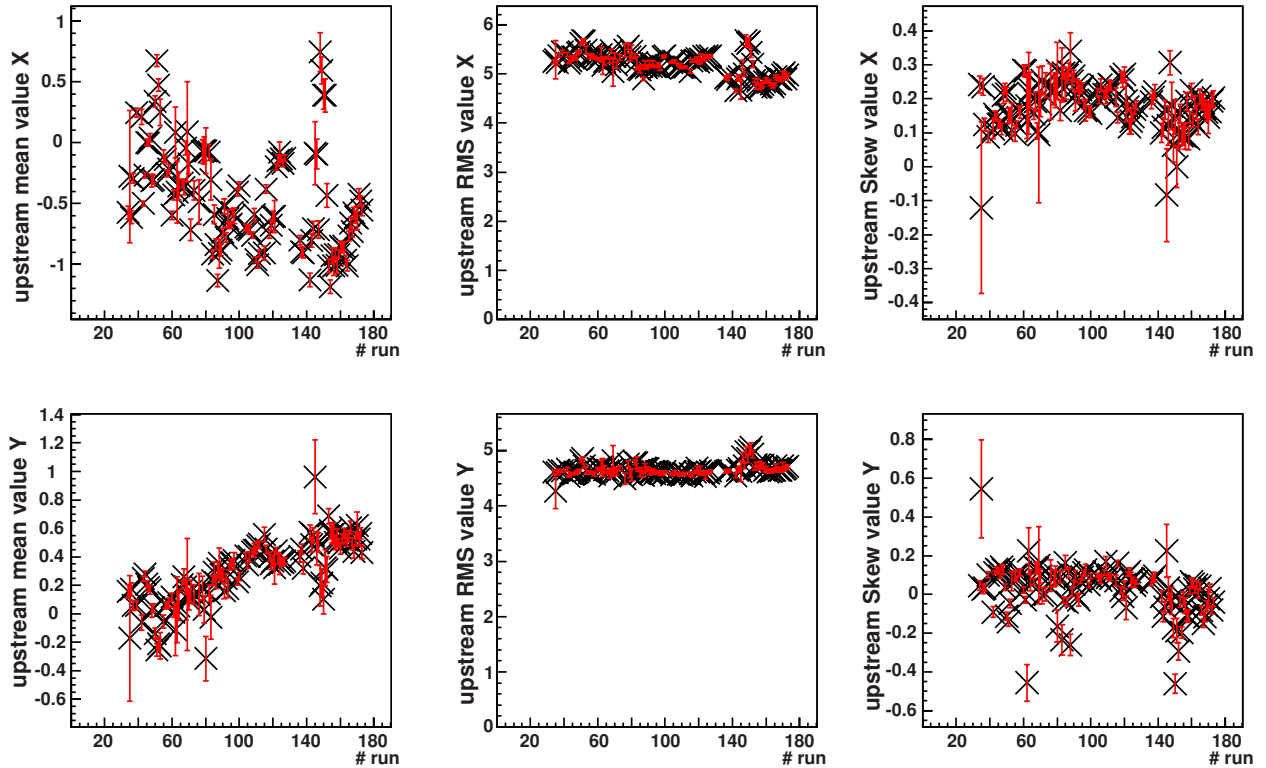 upstream mean value X
1
0.5
0
-0.5
-1
20 60 100 140 180
# run
upstream RMS value X
6
5
4
3
2
1
0
20 60 100 140 180
# run
upstream Skew value X
0.4
0.3
0.2
0.1
0
-0.1
-0.2
-0.3
-0.4
20 60 100 140 180
# run
upstream mean value Y
1.4
1.2
1
0.8
0.6
0.4
0.2
0
-0.2
-0.4
-0.6
20 60 100 140 180
# run
upstream RMS value Y
5
4
3
2
1
0
20 60 100 140 180
# run
upstream Skew value Y
0.8
0.6
0.4
0.2
0
-0.2
-0.4
-0.6
20 60 100 140 180
# run